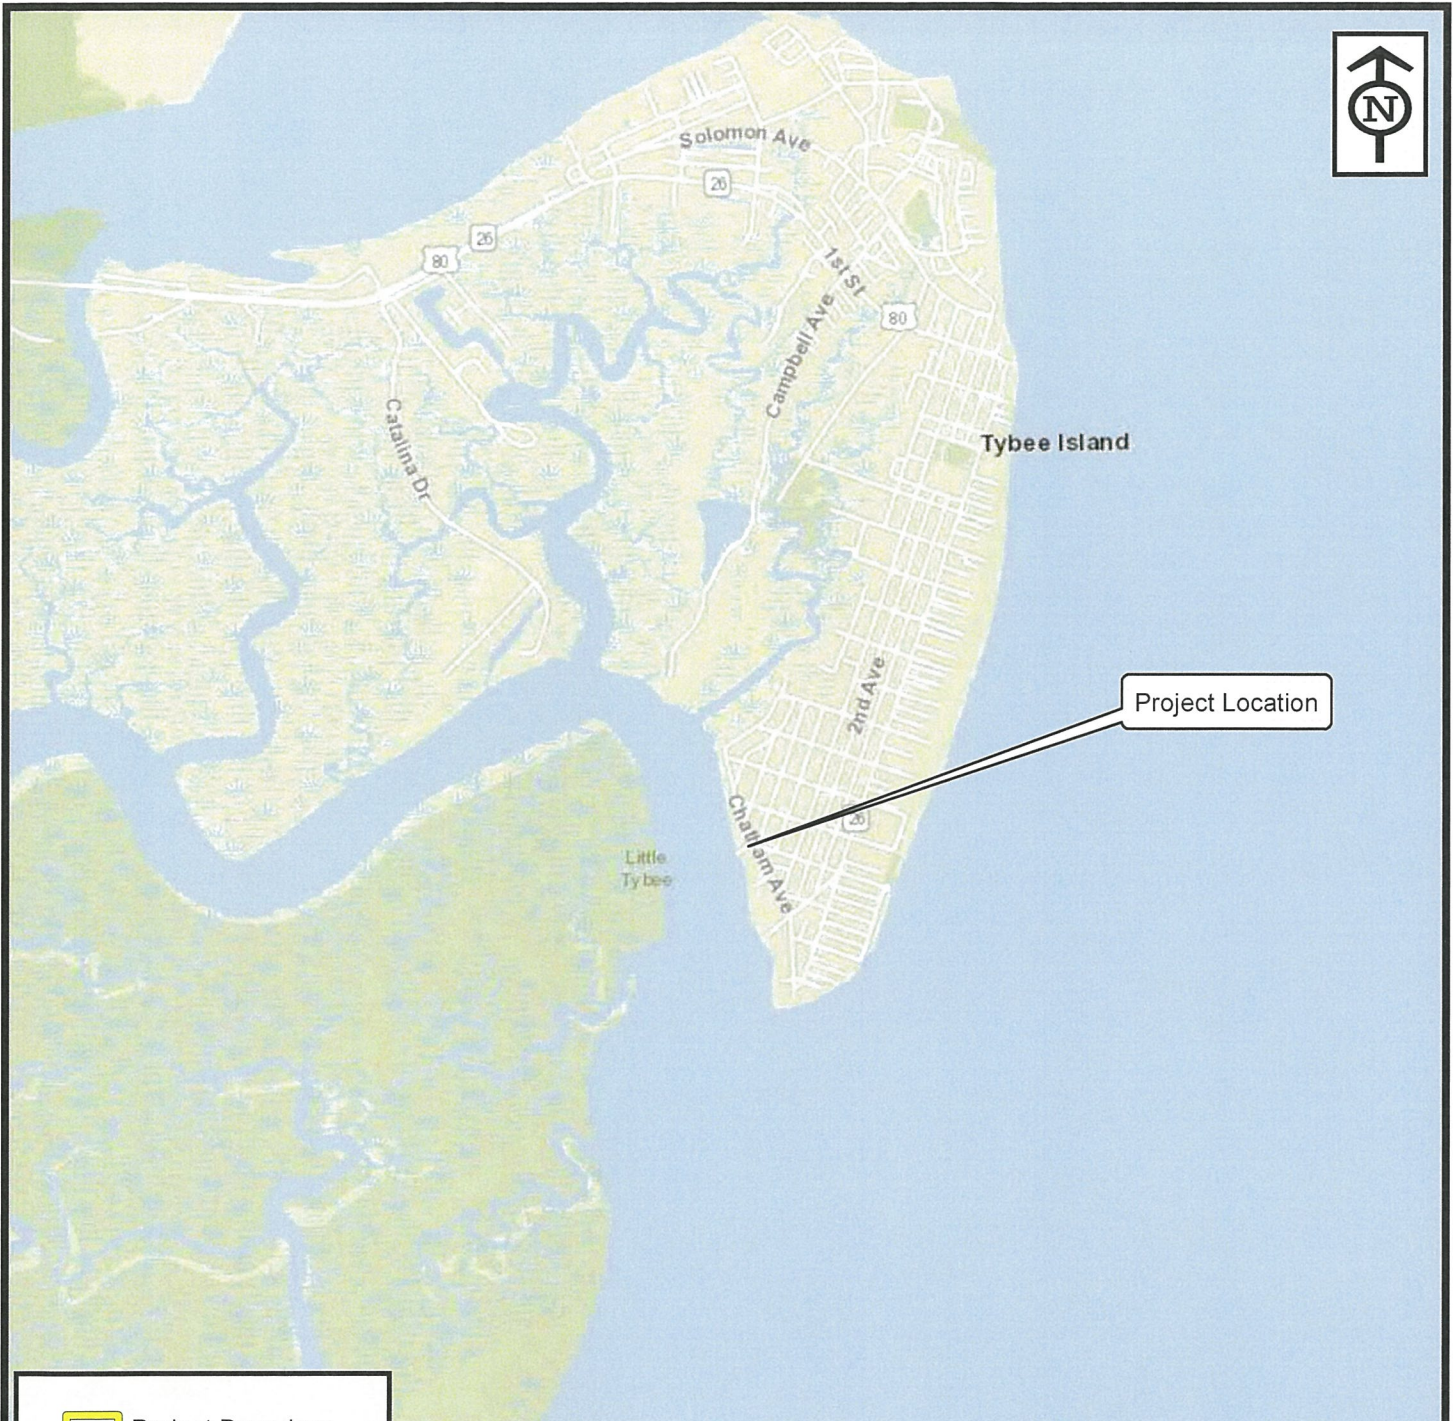 N
Solomon Ave
26
26
80
1st St
Campbell Ave
80
Catalina Dr
Tybee Island
2nd Ave
Project Location
Chatham Ave
26
Little
Tybee
Project